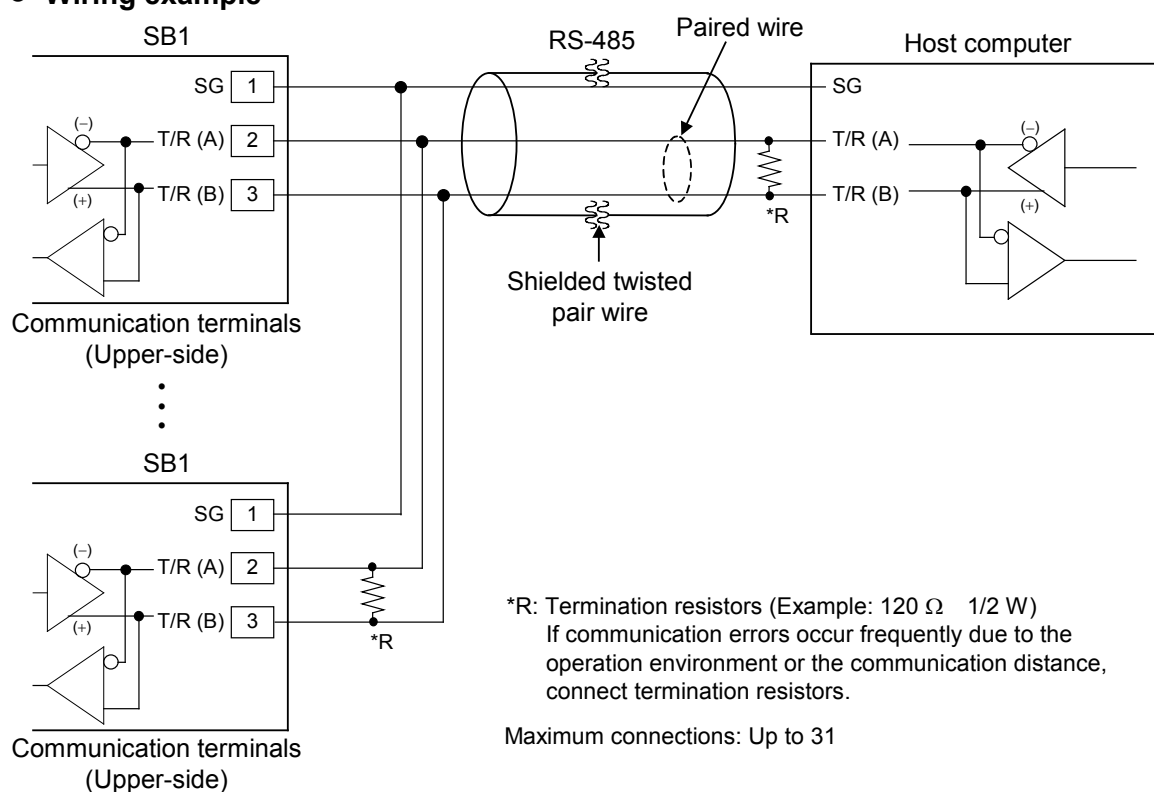 ● Wiring example
SB1
RS-485
Paired wire
Host computer
SG 1
SG
(−)
T/R (A) 2
T/R (A)
(−)
(+)
T/R (B) 3
*R
T/R (B)
(+)
Shielded twisted
pair wire
Communication terminals
(Upper-side)
SB1
SG 1
(−)
T/R (A) 2
(+)
T/R (B) 3
*R
*R: Termination resistors (Example: 120 Ω 1/2 W)
If communication errors occur frequently due to the
operation environment or the communication distance,
connect termination resistors.
Maximum connections: Up to 31
Communication terminals
(Upper-side)